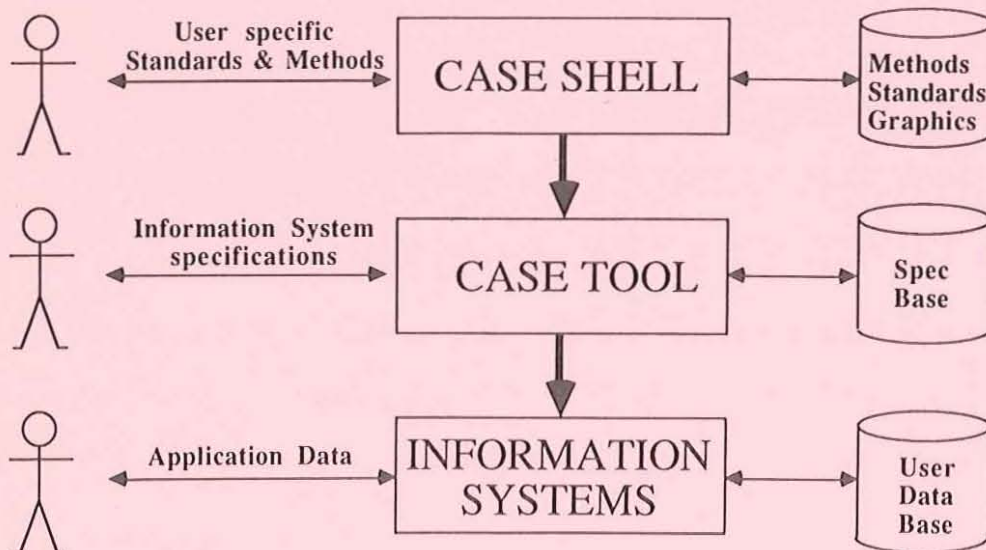 User specific
Standards & Methods
CASE SHELL
Methods
Standards
Graphics
Information System
specifications
CASE TOOL
Spec
Base
Application Data
INFORMATION
SYSTEMS
User
Data
Base